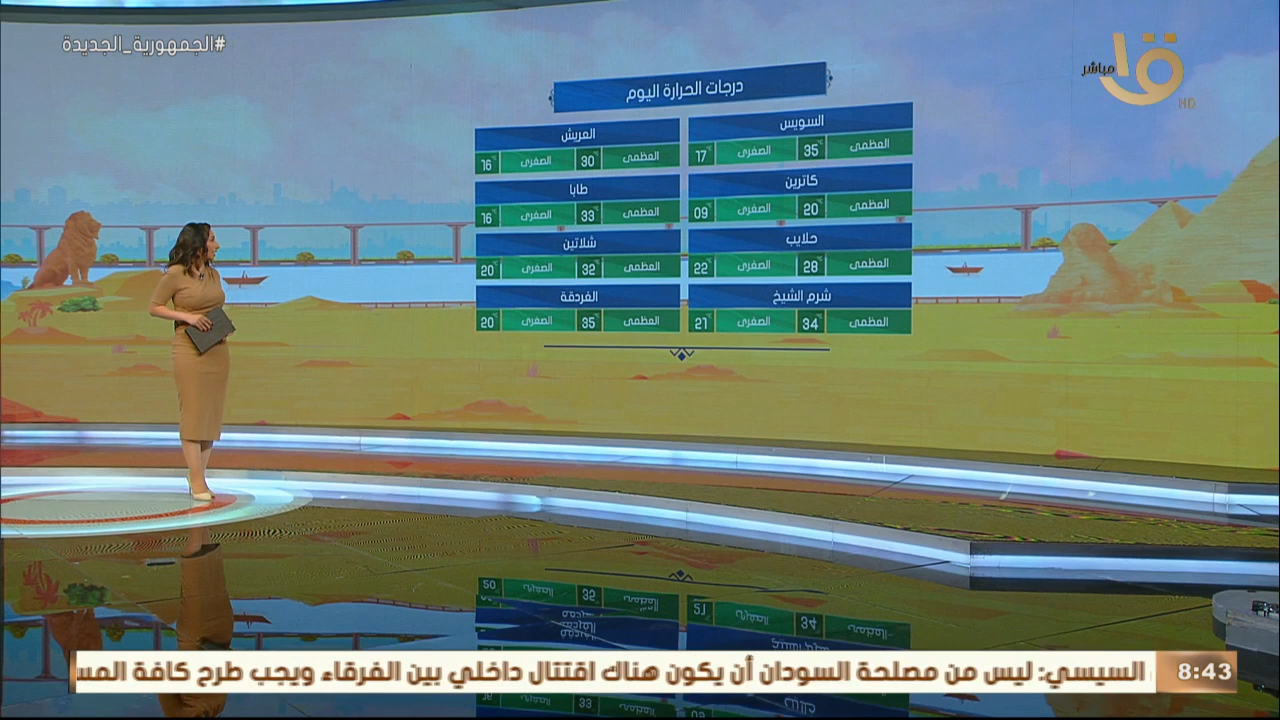 #الجمهورية_الجديدة
مباشر
HD
درجات الحرارة اليوم
السويس
العظمى 35° الصغرى 17°
العريش
العظمى 30° الصغرى 16°
كاترين
العظمى 20° الصغرى 09°
طابا
العظمى 33° الصغرى 16°
حلايب
العظمى 28° الصغرى 22°
شلاتين
العظمى 32° الصغرى 20°
شرم الشيخ
العظمى 34° الصغرى 21°
الغردقة
العظمى 35° الصغرى 20°
8:43
السيسي: ليس من مصلحة السودان أن يكون هناك اقتتال داخلي بين الفرقاء ويجب طرح كافة المس